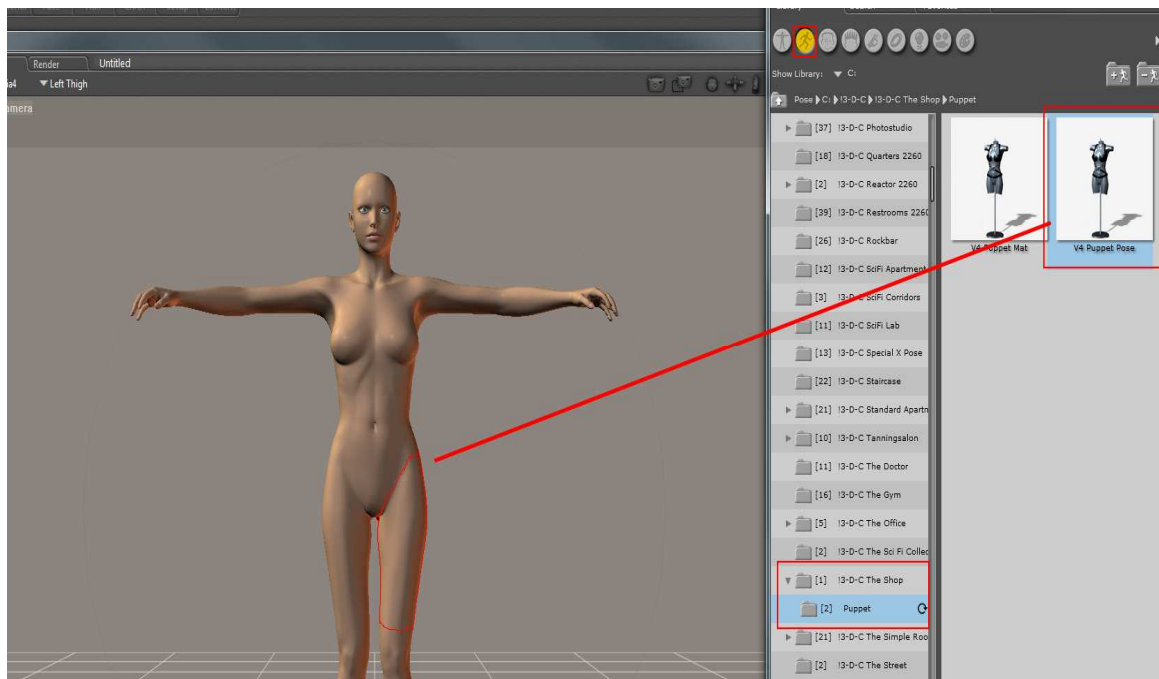 Render Untitled
Left Thigh
Show Library: C:
Pose C: !3-D-C !3-D-C The Shop Puppet
[37] !3-D-C Photostudio
[18] !3-D-C Quarters 2260
[2] !3-D-C Reactor 2260
[39] !3-D-C Restrooms 2260
[26] !3-D-C Rockbar
[12] !3-D-C SciFi Apartment
[3] !3-D-C SciFi Corridors
[11] !3-D-C SciFi Lab
[13] !3-D-C Special X Pose
[22] !3-D-C Staircase
[21] !3-D-C Standard Apartn
[10] !3-D-C Tanningsalon
[11] !3-D-C The Doctor
[16] !3-D-C The Gym
[5] !3-D-C The Office
[2] !3-D-C The Sci Fi Collec
[1] !3-D-C The Shop
[2] Puppet
[21] !3-D-C The Simple Roo
[2] !3-D-C The Street
V4 Puppet Mat
V4 Puppet Pose